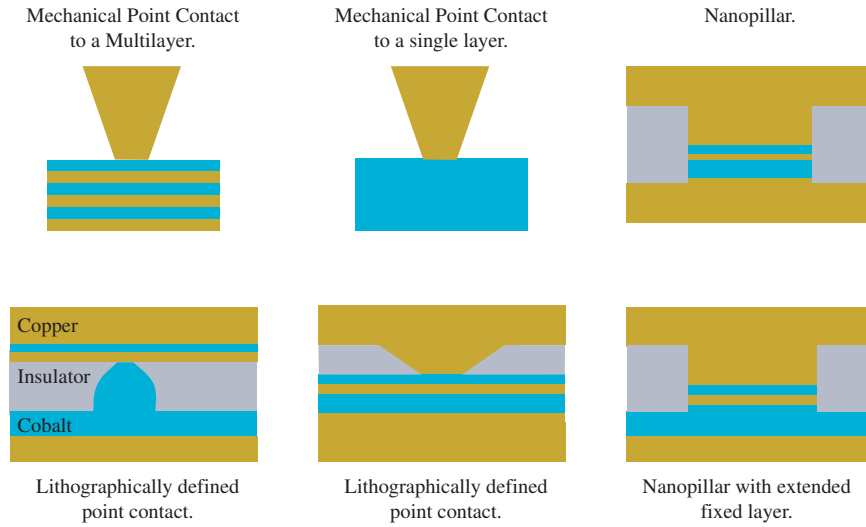 Mechanical Point Contact
to a Multilayer.
Mechanical Point Contact
to a single layer.
Nanopillar.
Copper
Insulator
Cobalt
Lithographically defined
point contact.
Lithographically defined
point contact.
Nanopillar with extended
fixed layer.